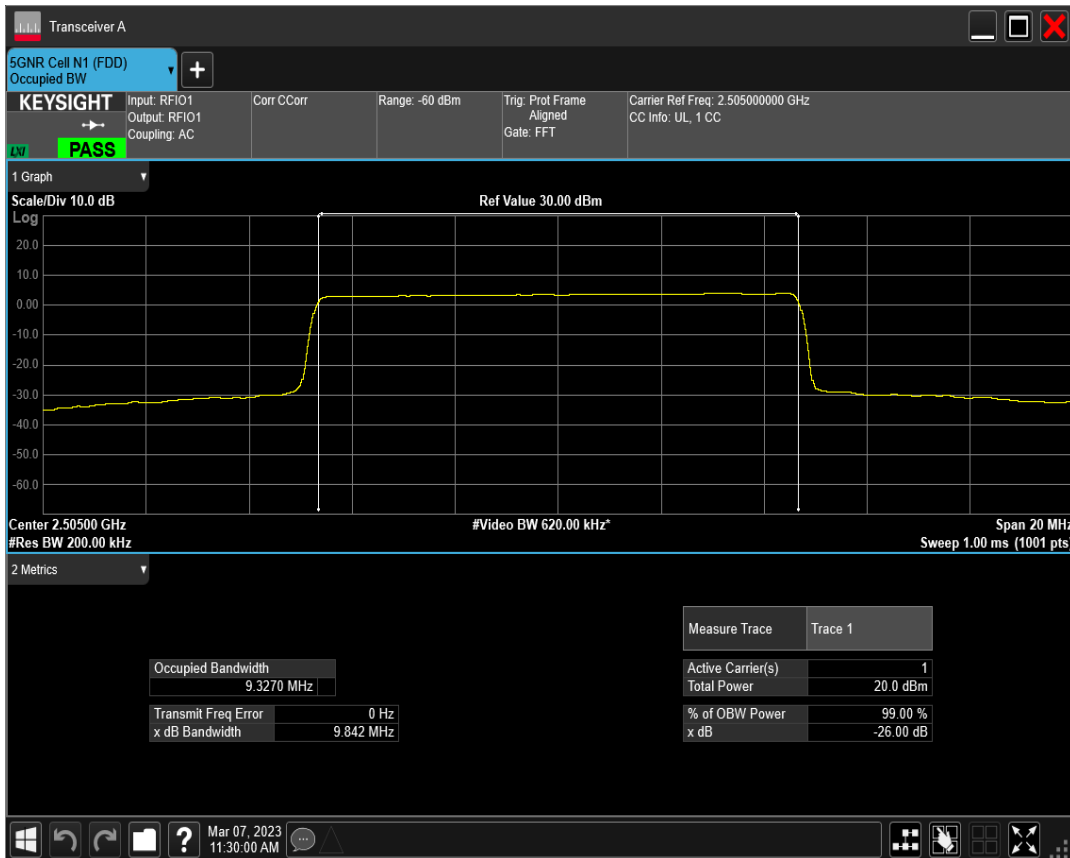 Transceiver A
5GNR Cell N1 (FDD)
Occupied BW
+
KEYSIGHT
LXI
PASS
Input: RFIO1
Output: RFIO1
Coupling: AC
Corr CCorr
Range: -60 dBm
Trig: Prot Frame
Aligned
Gate: FFT
Carrier Ref Freq: 2.505000000 GHz
CC Info: UL, 1 CC
1 Graph
Scale/Div 10.0 dB
Ref Value 30.00 dBm
Log
20.0
10.0
0.00
-10.0
-20.0
-30.0
-40.0
-50.0
-60.0
Center 2.50500 GHz
#Video BW 620.00 kHz*
Span 20 MHz
#Res BW 200.00 kHz
Sweep 1.00 ms (1001 pts)
2 Metrics
Measure Trace Trace 1
Occupied Bandwidth
9.3270 MHz
Active Carrier(s) 1
Total Power 20.0 dBm
Transmit Freq Error 0 Hz
x dB Bandwidth 9.842 MHz
% of OBW Power 99.00 %
x dB -26.00 dB
?
Mar 07, 2023
11:30:00 AM